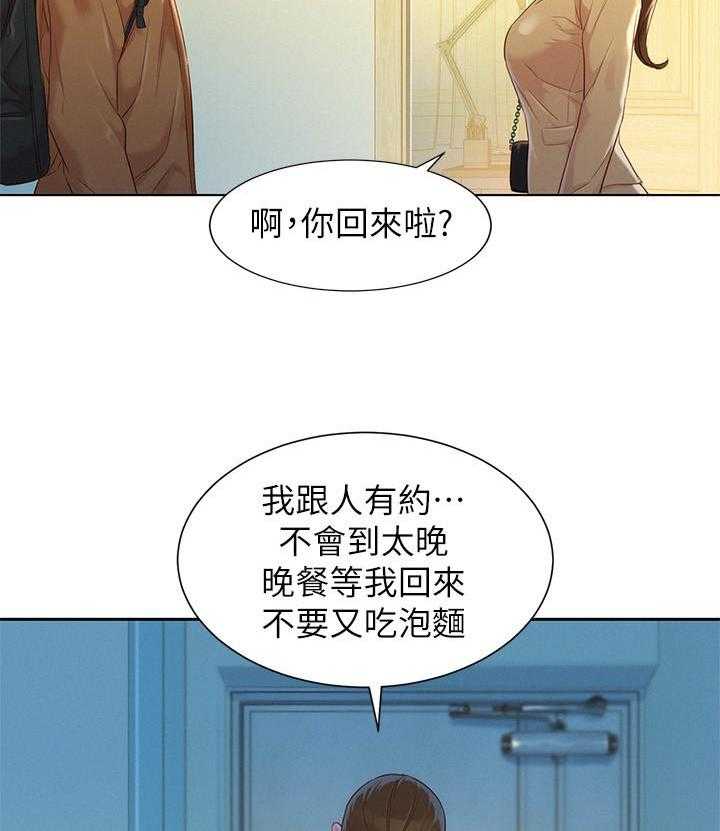 啊,你回來啦?
我跟人有約⋯
不會到太晚
晚餐等我回來
不要又吃泡麵